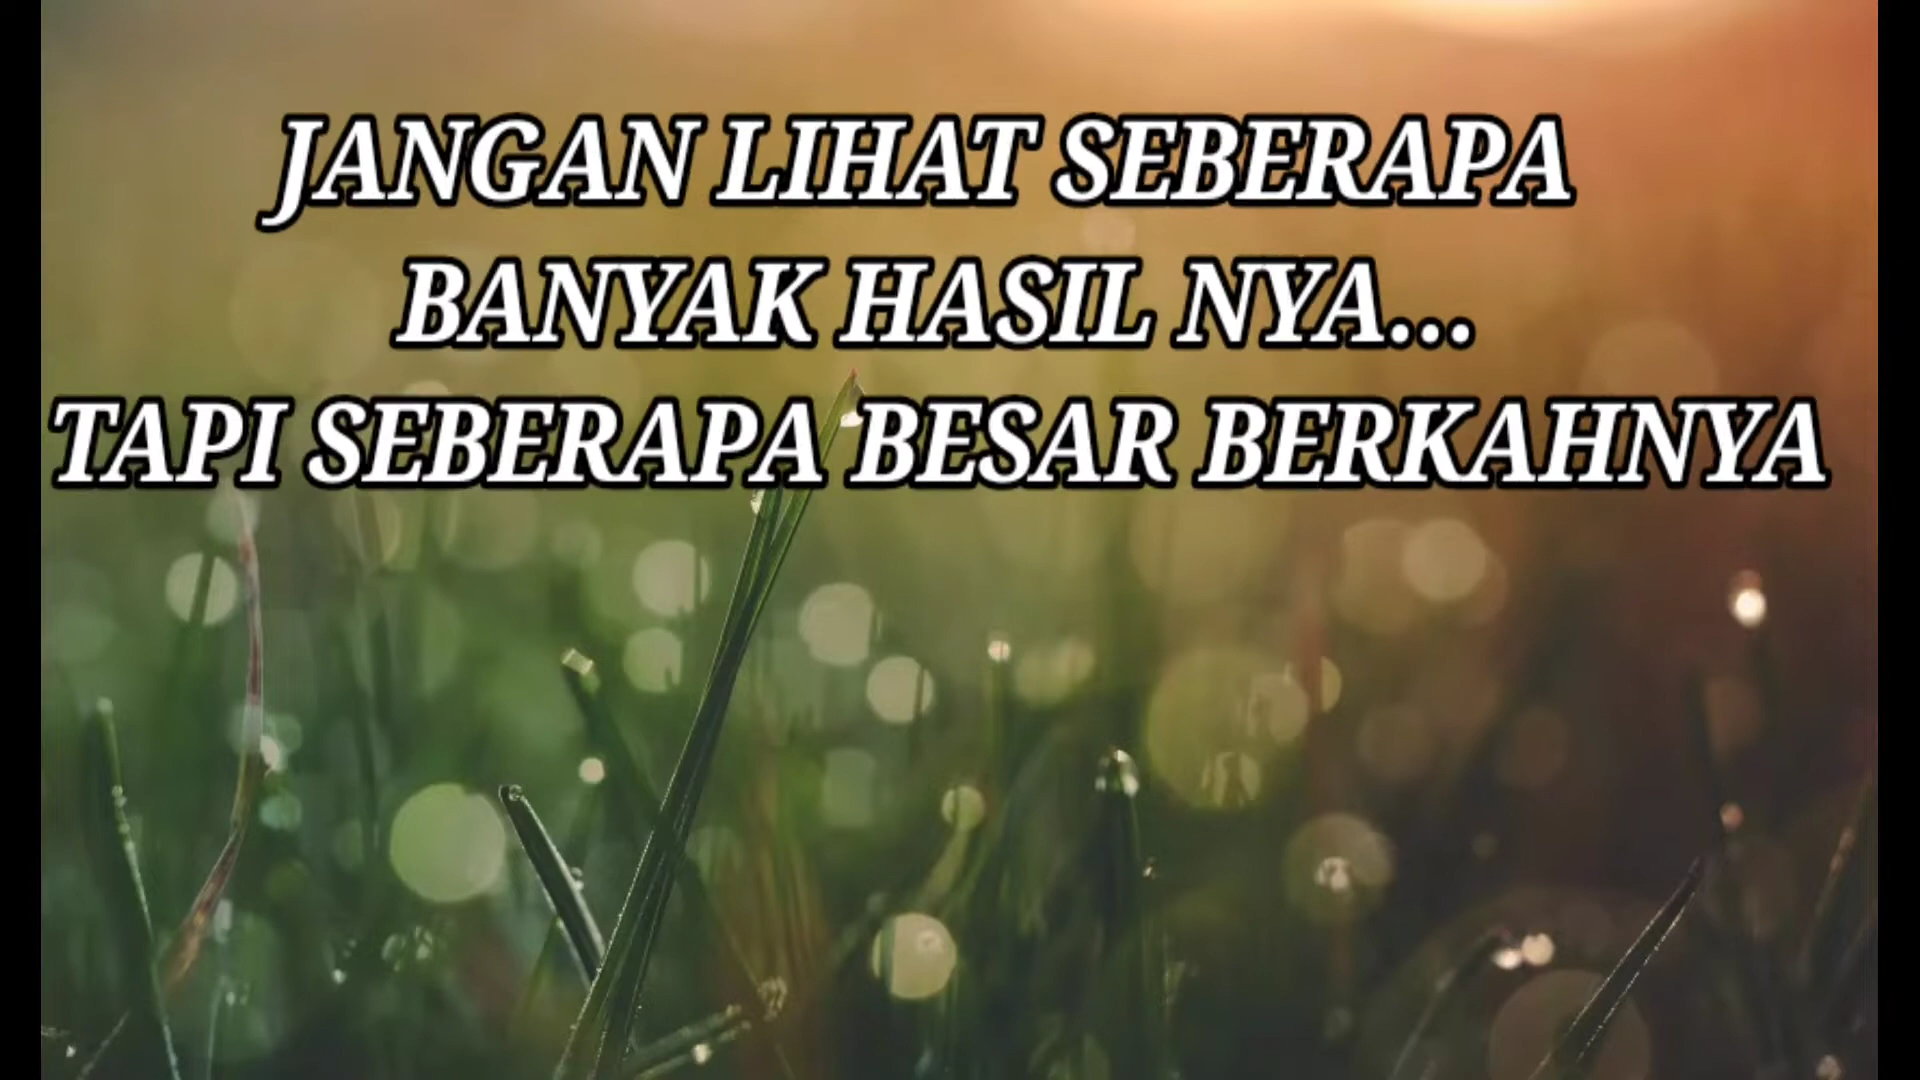 JANGAN LIHAT SEBERAPA
BANYAK HASIL NYA...
TAPI SEBERAPA BESAR BERKAHNYA